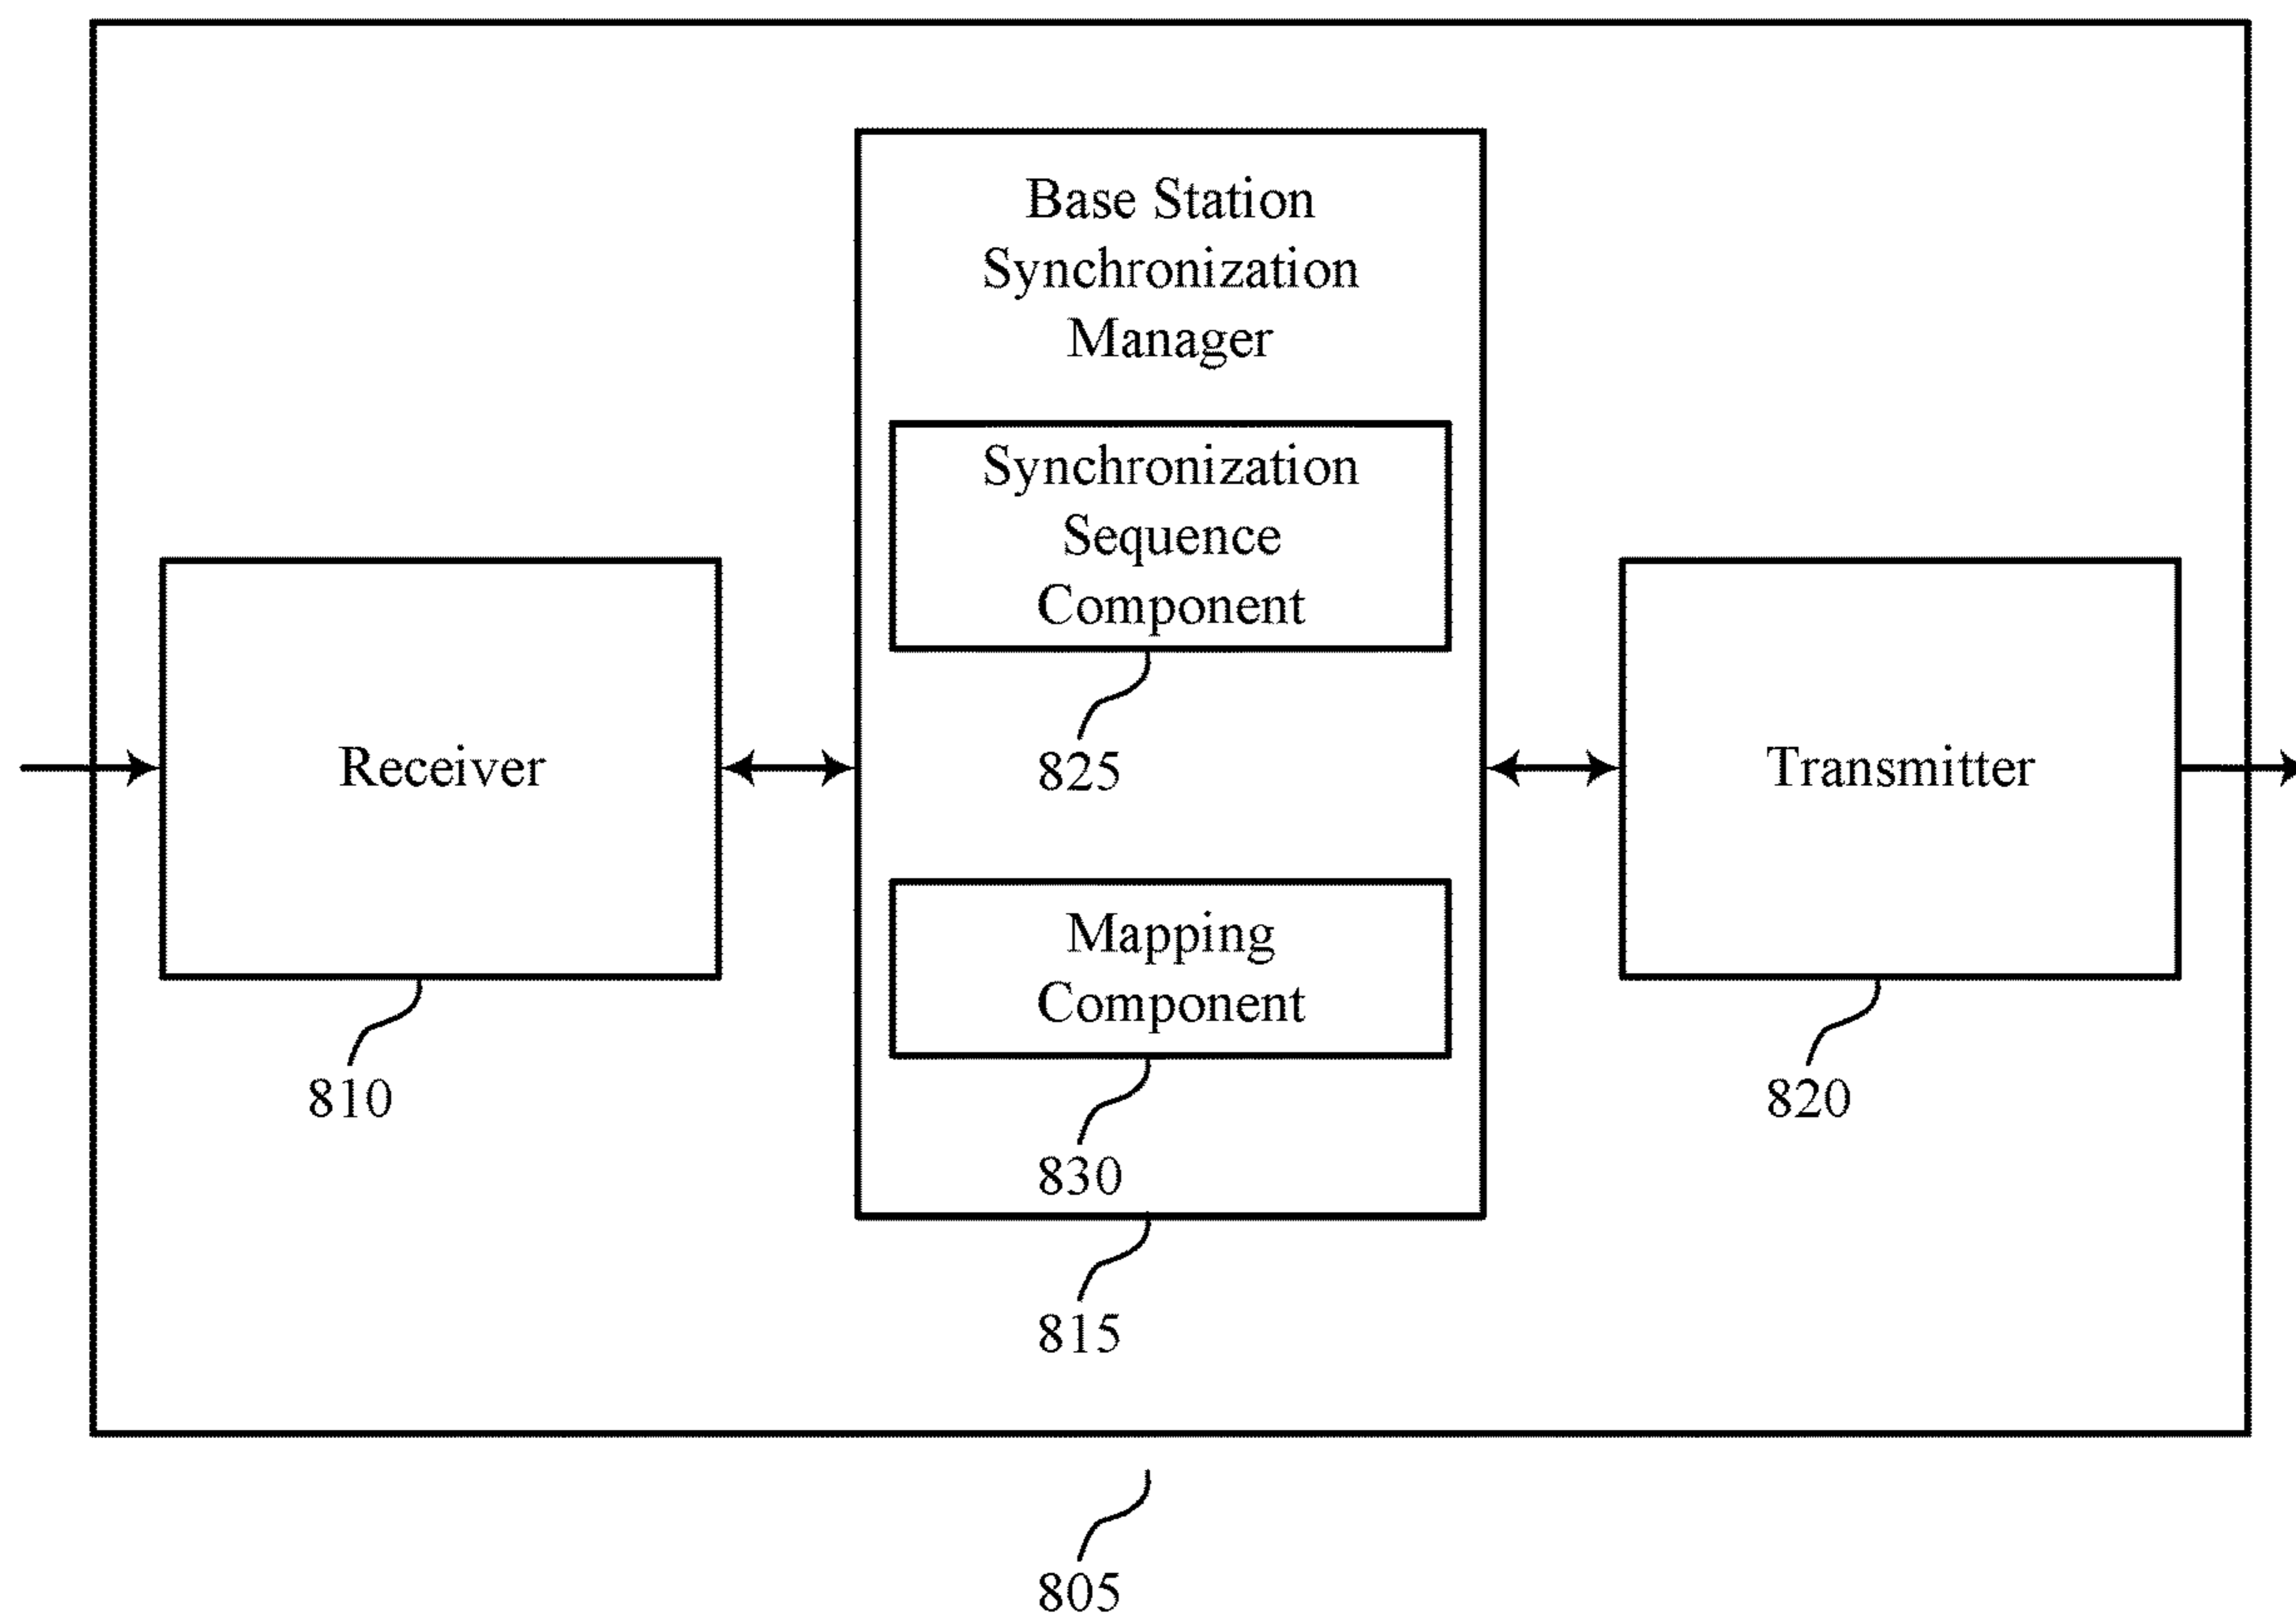 Base Station
Synchronization
Manager
Synchronization
Sequence
Component
825
Receiver
810
Mapping
Component
830
815
Transmitter
820
805